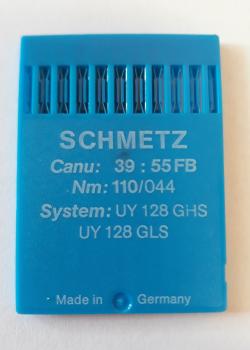 SCHMETZ
Canu: 39 : 55 FB
Nm: 110/044
System: UY 128 GHS
UY 128 GLS
Made in Germany